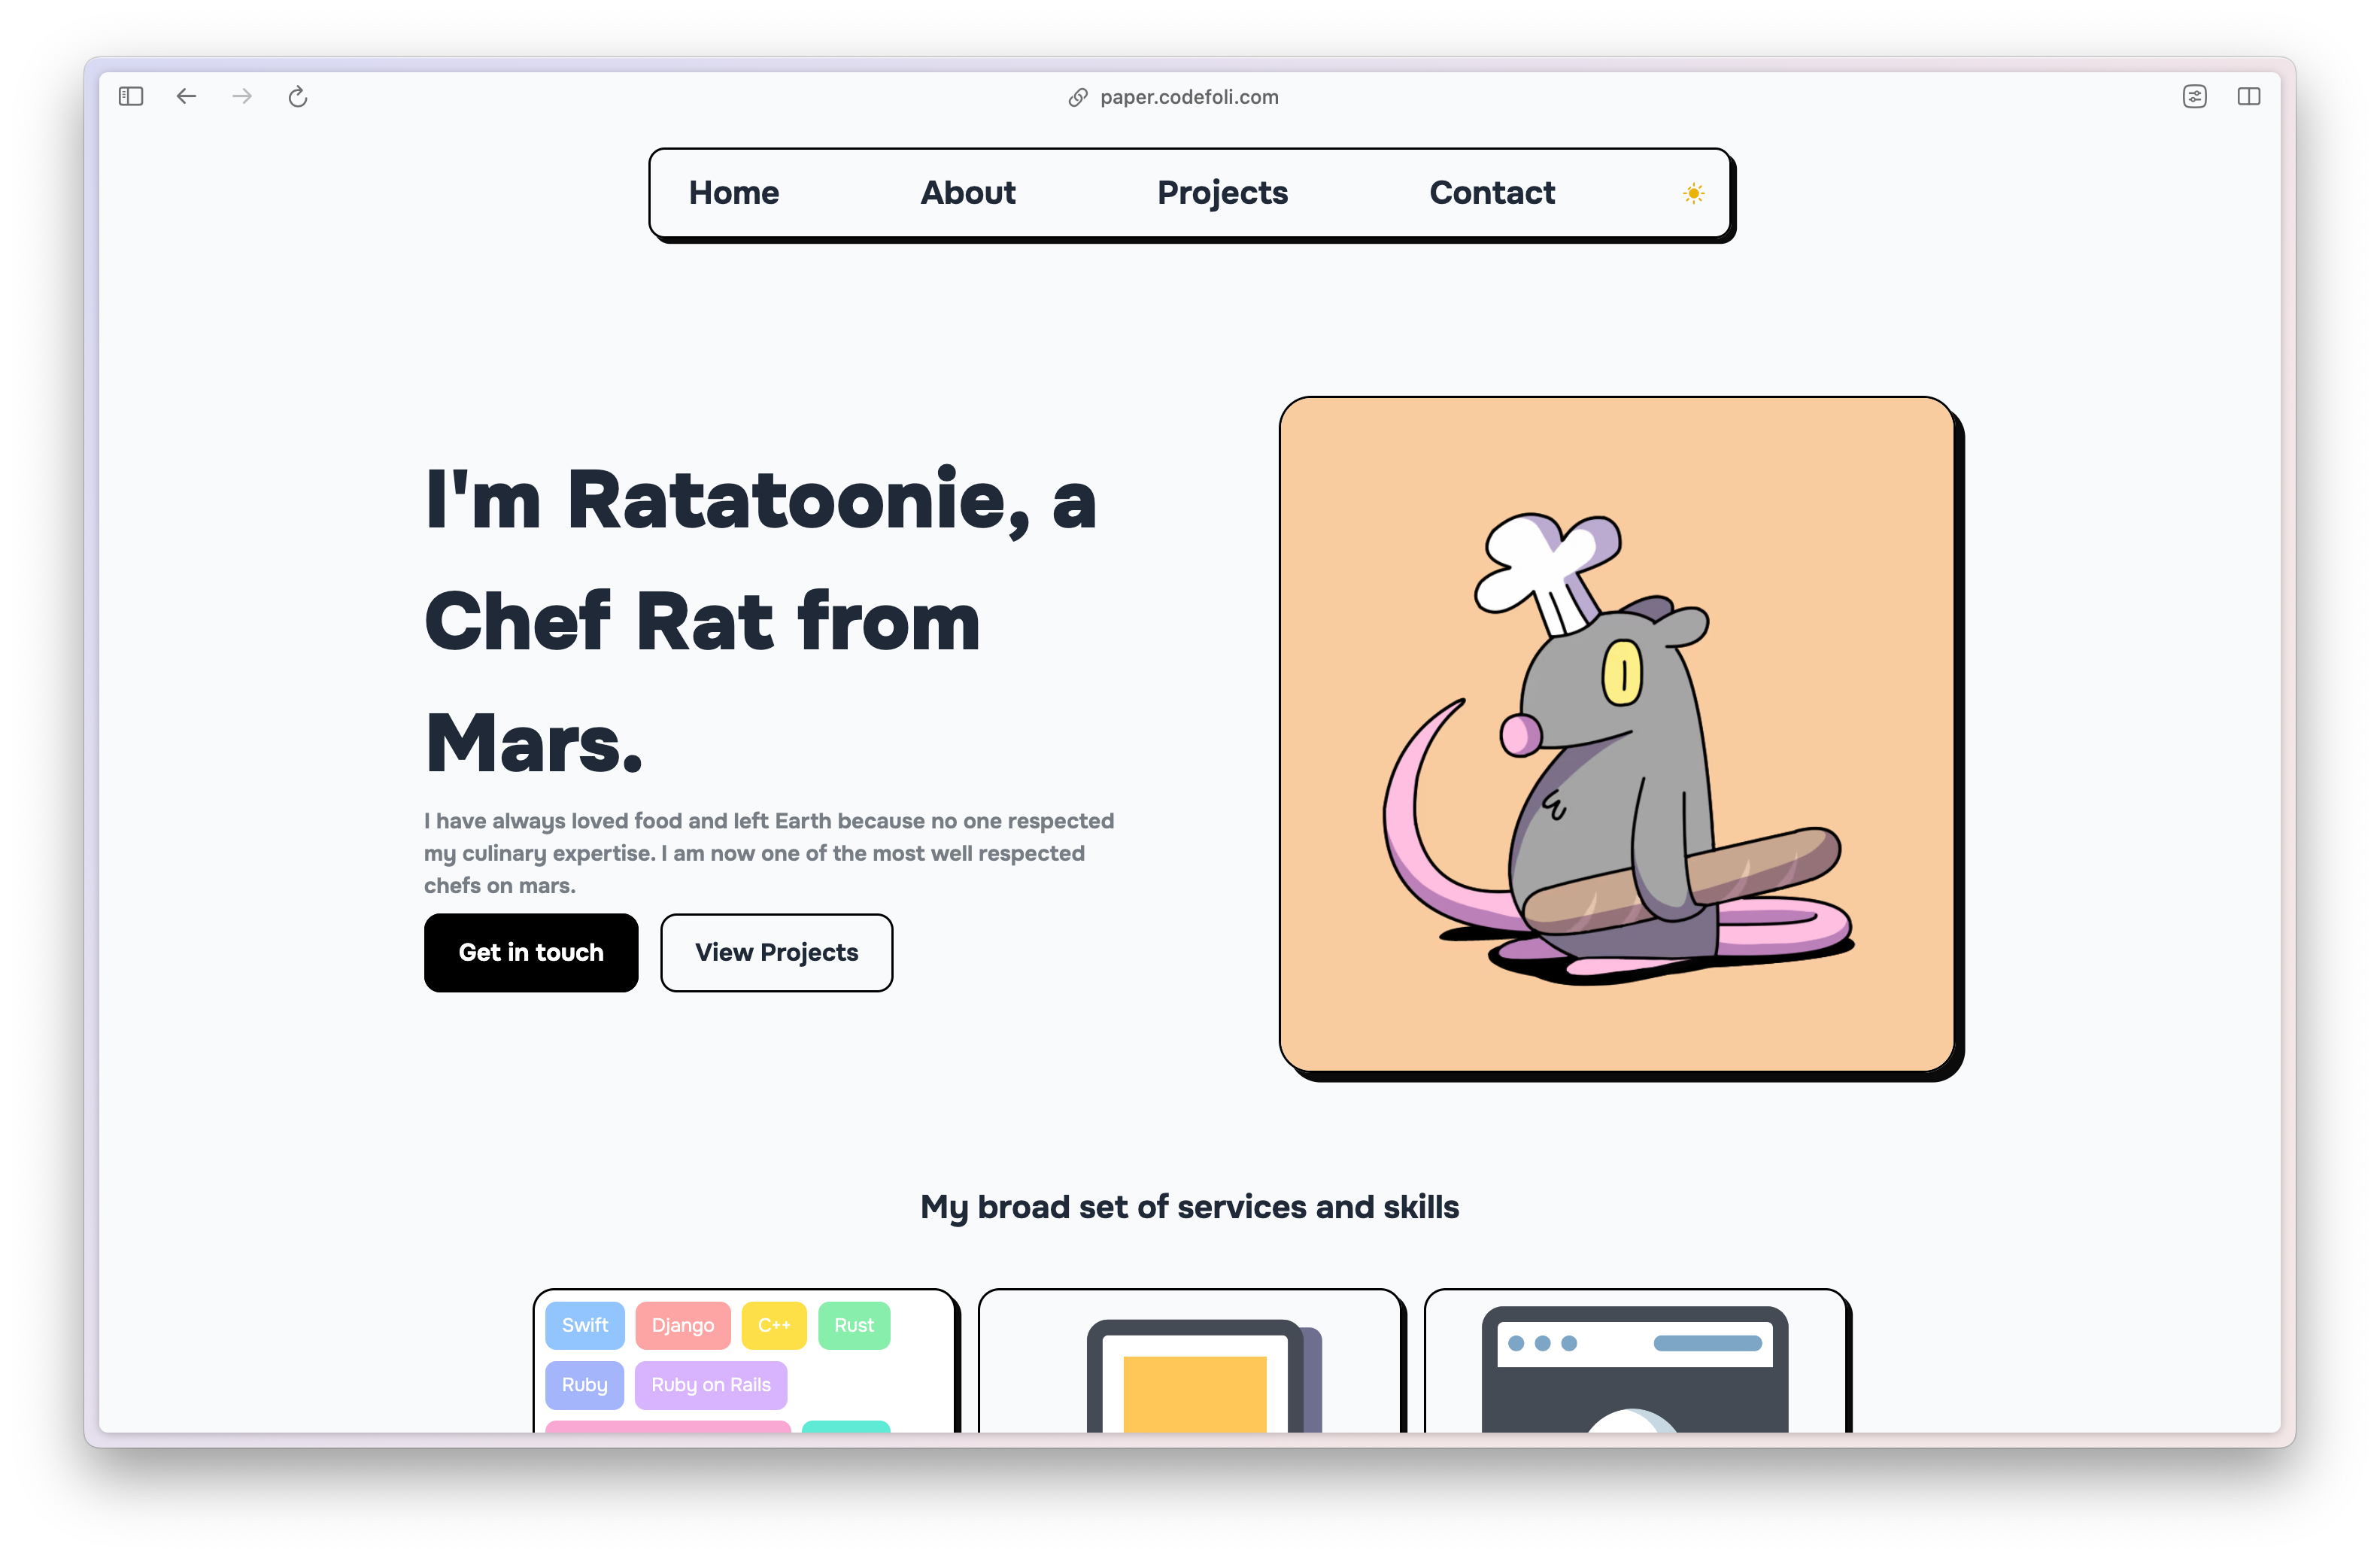 paper.codefoli.com
Home About Projects Contact
I'm Ratatoonie, a
Chef Rat from
Mars.
I have always loved food and left Earth because no one respected
my culinary expertise. I am now one of the most well respected
chefs on mars.
Get in touch View Projects
My broad set of services and skills
Swift Django C++ Rust
Ruby Ruby on Rails